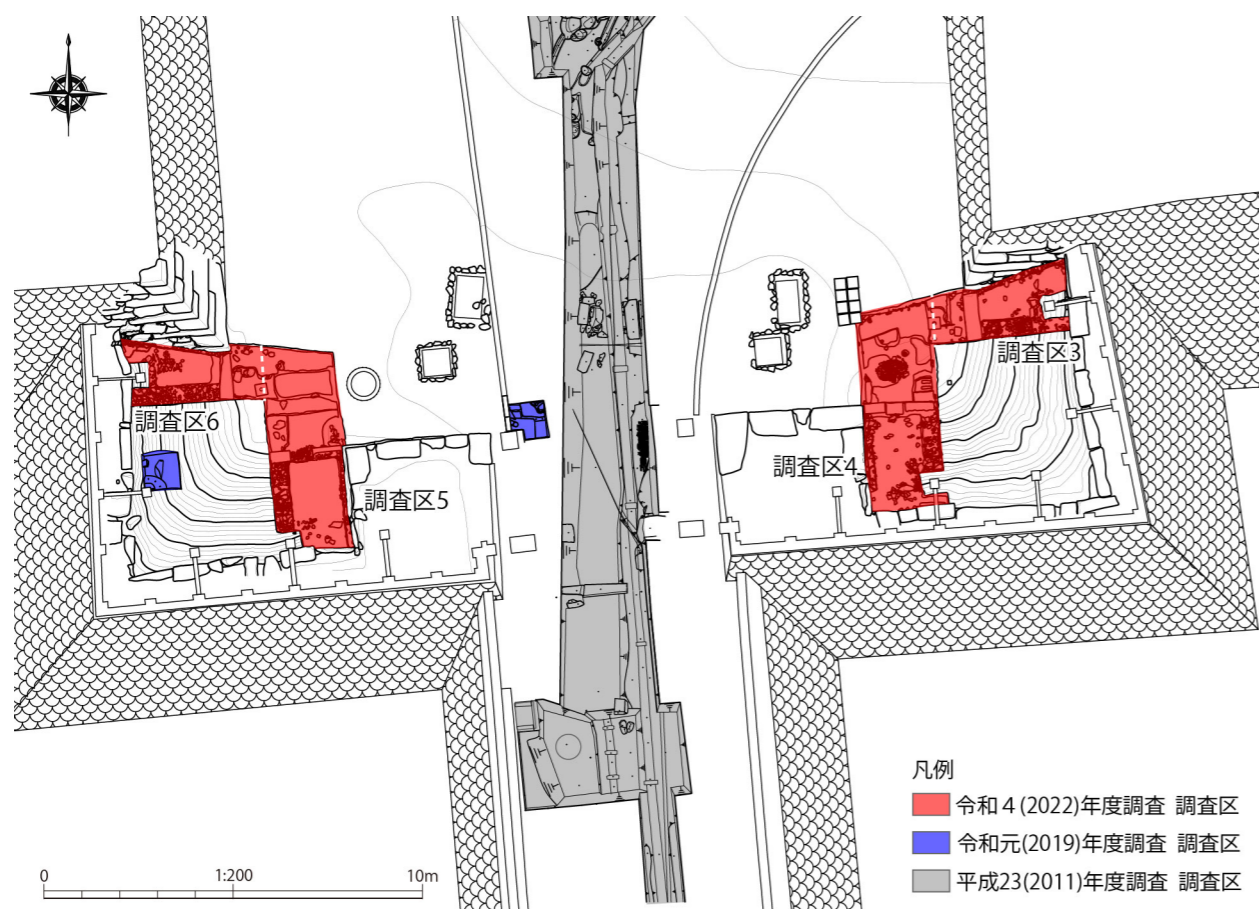 調査区3
調査区6
調査区4
調査区5
凡例
令和４(2022)年度調査 調査区
令和元(2019)年度調査 調査区
平成23(2011)年度調査 調査区
0 1:200 10m